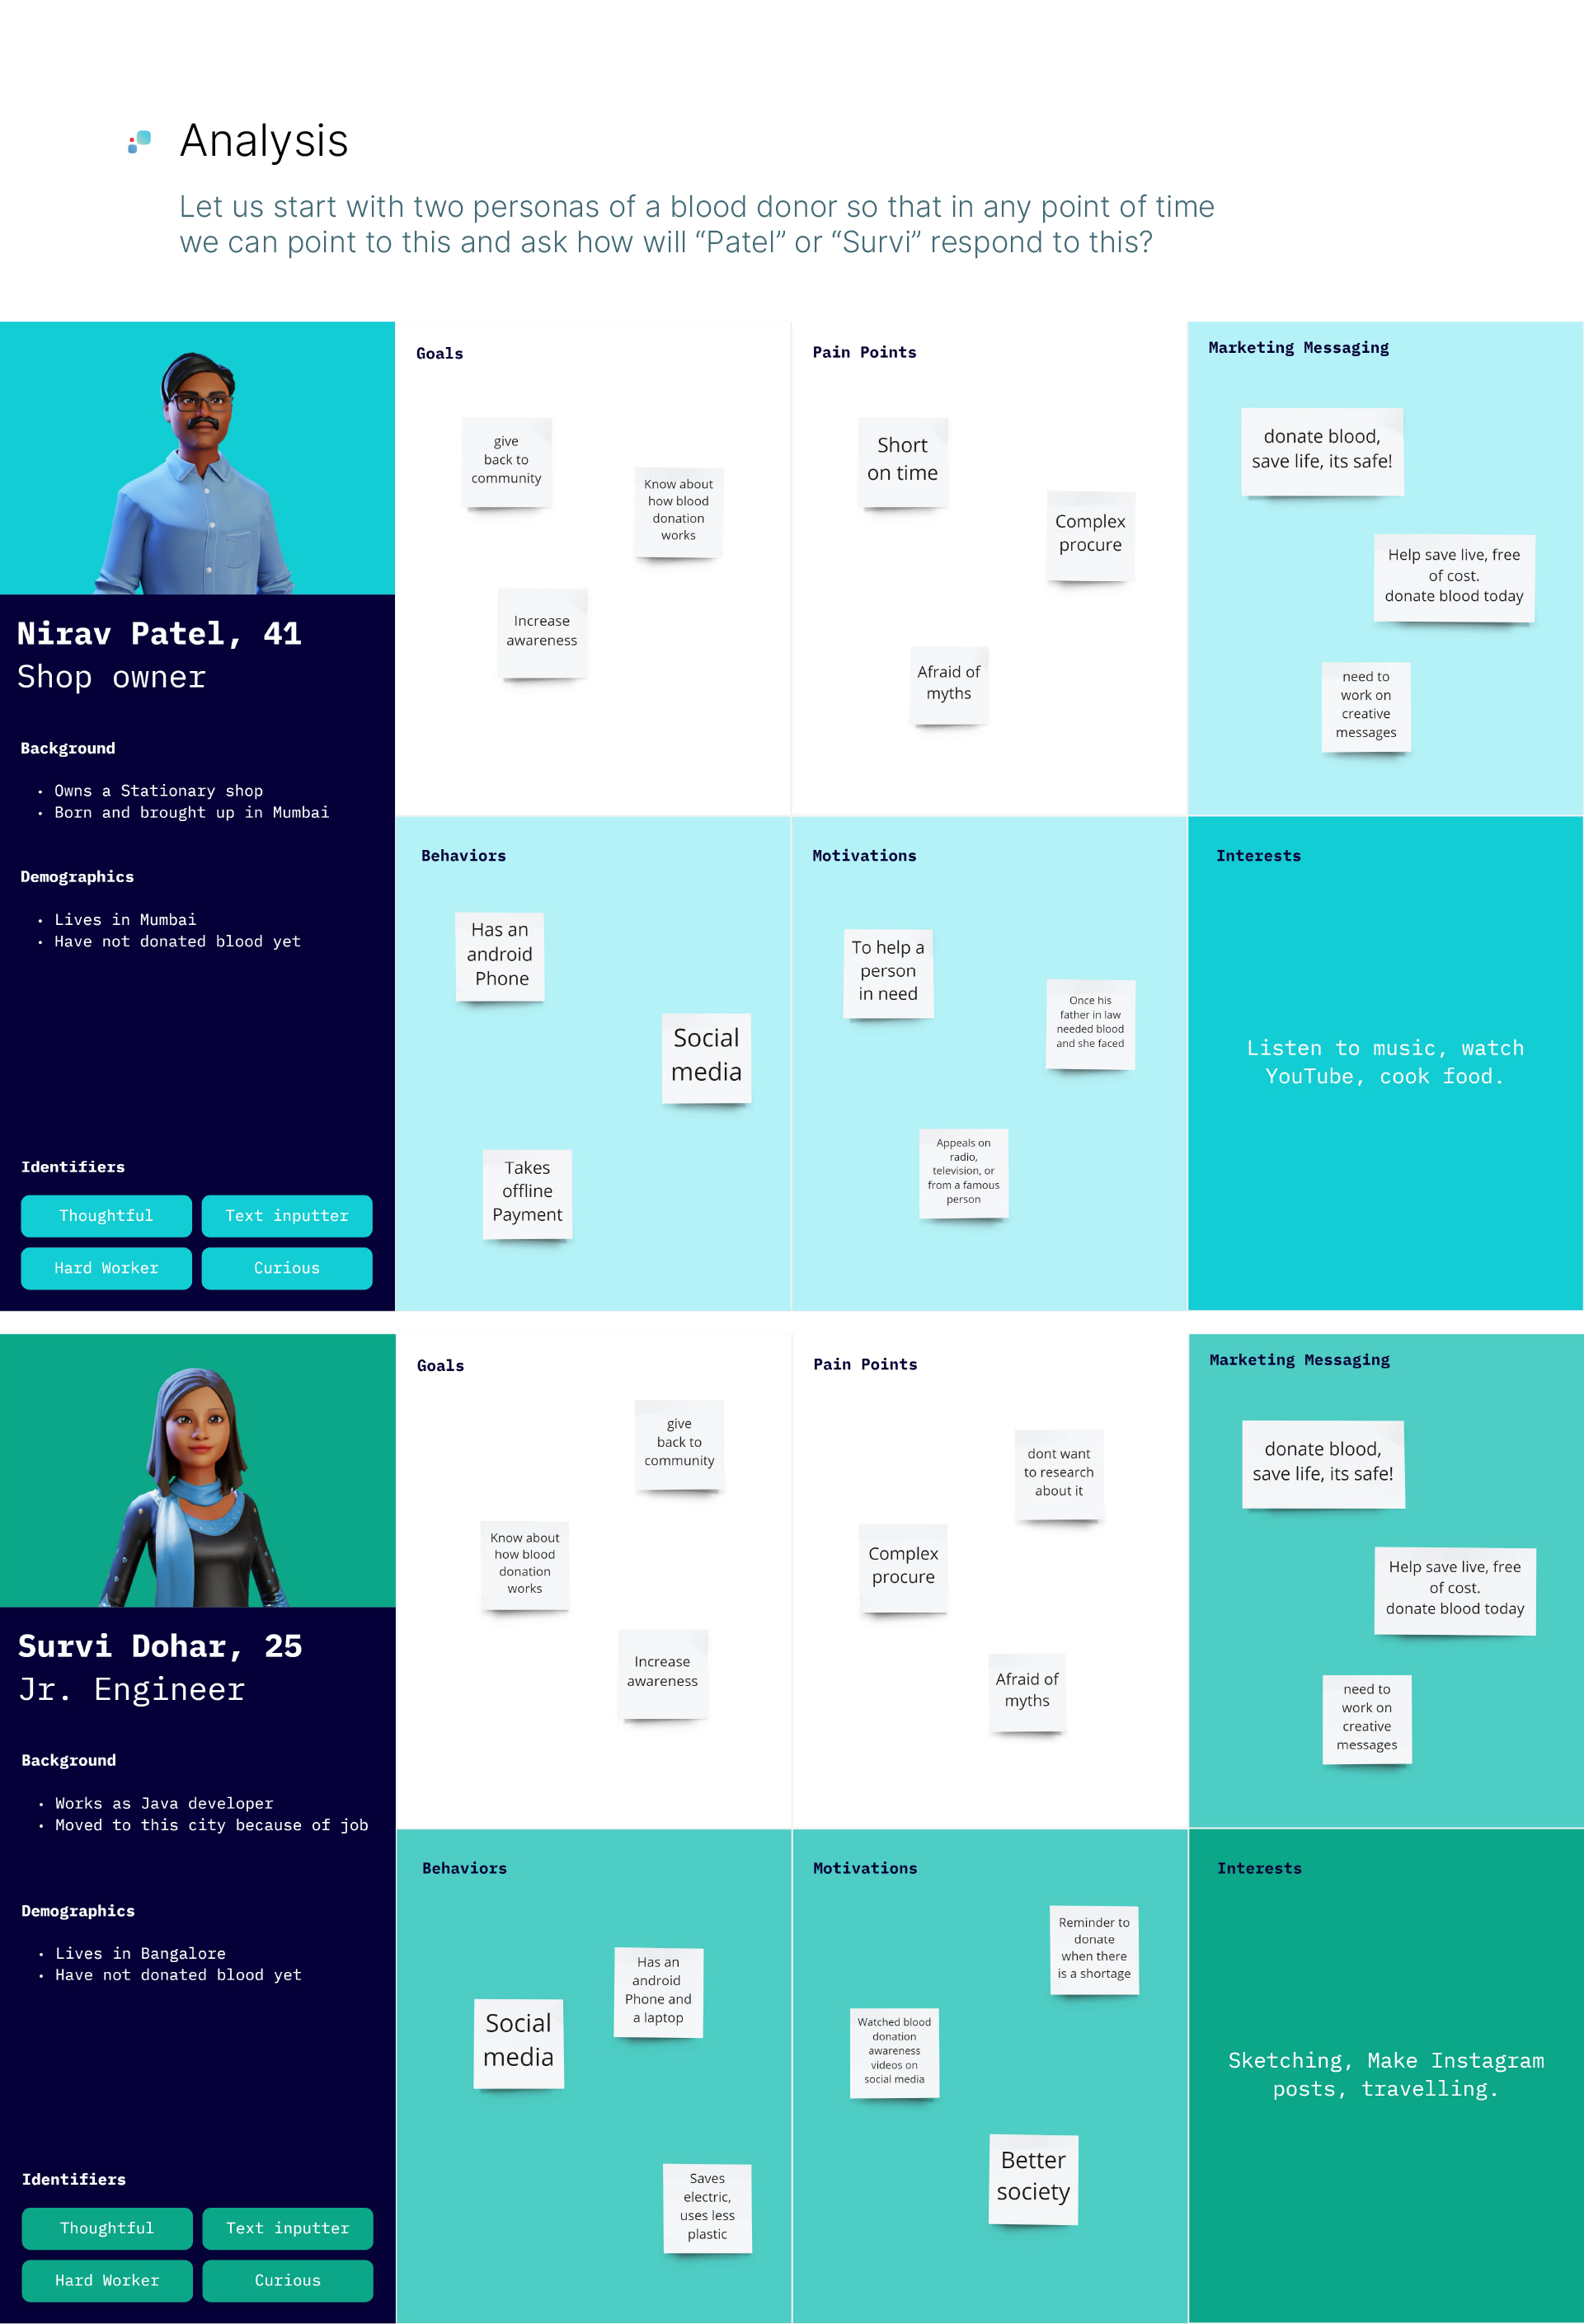 Analysis
Let us start with two personas of a blood donor so that in any point of time
we can point to this and ask how will “Patel” or “Survi” respond to this?
Nirav Patel, 41
Shop owner
Background
• Owns a Stationary shop
• Born and brought up in Mumbai
Demographics
• Lives in Mumbai
• Have not donated blood yet
Identifiers
Thoughtful
Text inputter
Hard Worker
Curious
Goals
give
back to
community
Know about
how blood
donation
works
Increase
awareness
Pain Points
Short
on time
Complex
procure
Afraid of
myths
Marketing Messaging
donate blood,
save life, its safe!
Help save live, free
of cost.
donate blood today
need to
work on
creative
messages
Behaviors
Has an
android
Phone
Social
media
Takes
offline
Payment
Motivations
To help a
person
in need
Once his
father in law
needed blood
and she faced
Appeals on
radio,
television, or
from a famous
person
Interests
Listen to music, watch
YouTube, cook food.
Survi Dohar, 25
Jr. Engineer
Background
• Works as Java developer
• Moved to this city because of job
Demographics
• Lives in Bangalore
• Have not donated blood yet
Identifiers
Thoughtful
Text inputter
Hard Worker
Curious
Goals
give
back to
community
Know about
how blood
donation
works
Increase
awareness
Pain Points
dont want
to research
about it
Complex
procure
Afraid of
myths
Marketing Messaging
donate blood,
save life, its safe!
Help save live, free
of cost.
donate blood today
need to
work on
creative
messages
Behaviors
Has an
android
Phone and
a laptop
Social
media
Saves
electric,
uses less
plastic
Motivations
Reminder to
donate
when there
is a shortage
Watched blood
donation
awareness
videos on
social media
Better
society
Interests
Sketching, Make Instagram
posts, travelling.